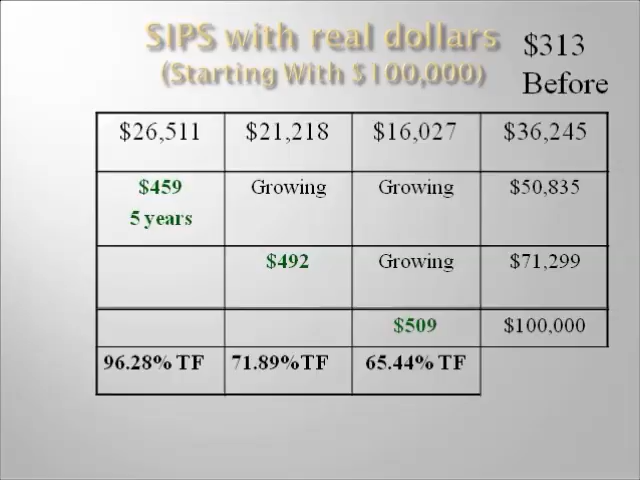 SIPS with real dollars
(Starting With $100,000)
$313
Before
$26,511 $21,218 $16,027 $36,245
$459 Growing Growing $50,835
5 years
$492 Growing $71,299
$509 $100,000
96.28% TF 71.89%TF 65.44% TF